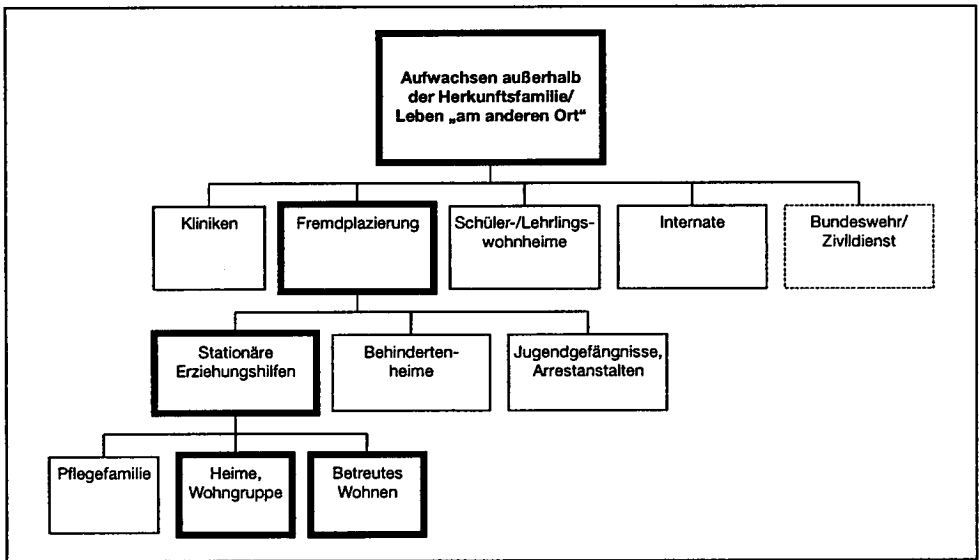 Aufwachsen außerhalb
der Herkunftsfamilie/
Leben „am anderen Ort“
Kliniken
Fremdplazierung
Schüler-/Lehrlings-
wohnheime
Internate
Bundeswehr/
Zivildienst
Stationäre
Erziehungshilfen
Behinderten-
heime
Jugendgefängnisse,
Arrestanstalten
Pflegefamilie
Heime,
Wohngruppe
Betreutes
Wohnen